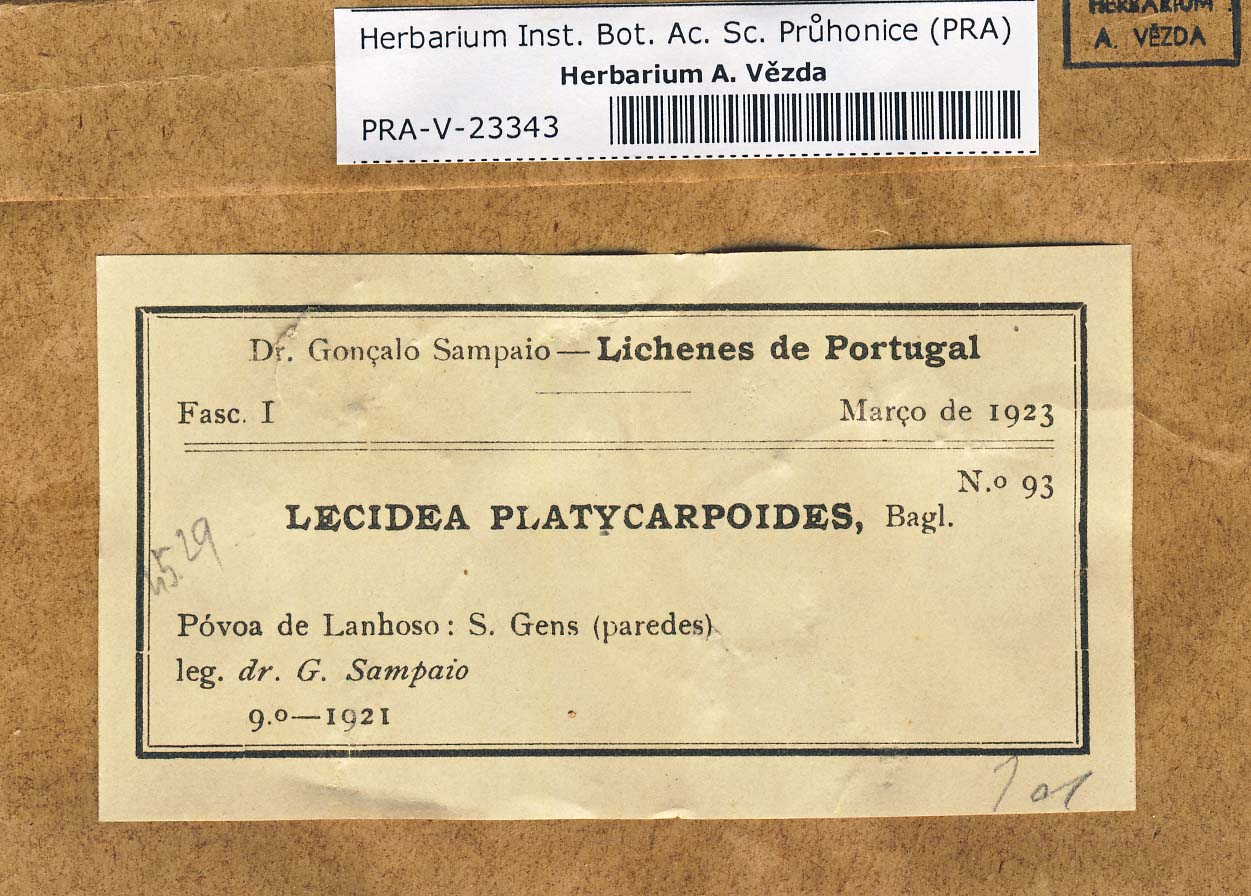 Herbarium Inst. Bot. Ac. Sc. Průhonice (PRA)
Herbarium A. Vězda
PRA-V-23343
HERBARIUM
A. VĚZDA
Dr. Gonçalo Sampaio — Lichenes de Portugal
Fasc. I
Março de 1923
N.o 93
LECIDEA PLATYCARPOIDES, Bagl.
Póvoa de Lanhoso: S. Gens (paredes)
leg. dr. G. Sampaio
9.o—1921